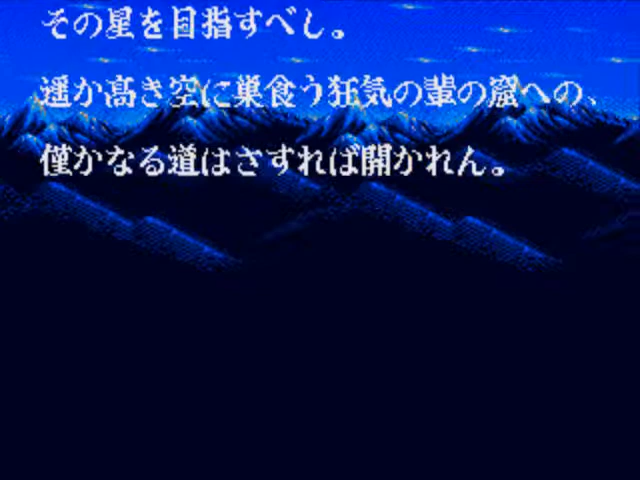 その星を目指すべし。
遥か高き空に巣食う狂気の輩の窟への、
僅かなる道はさすれば開かれん。